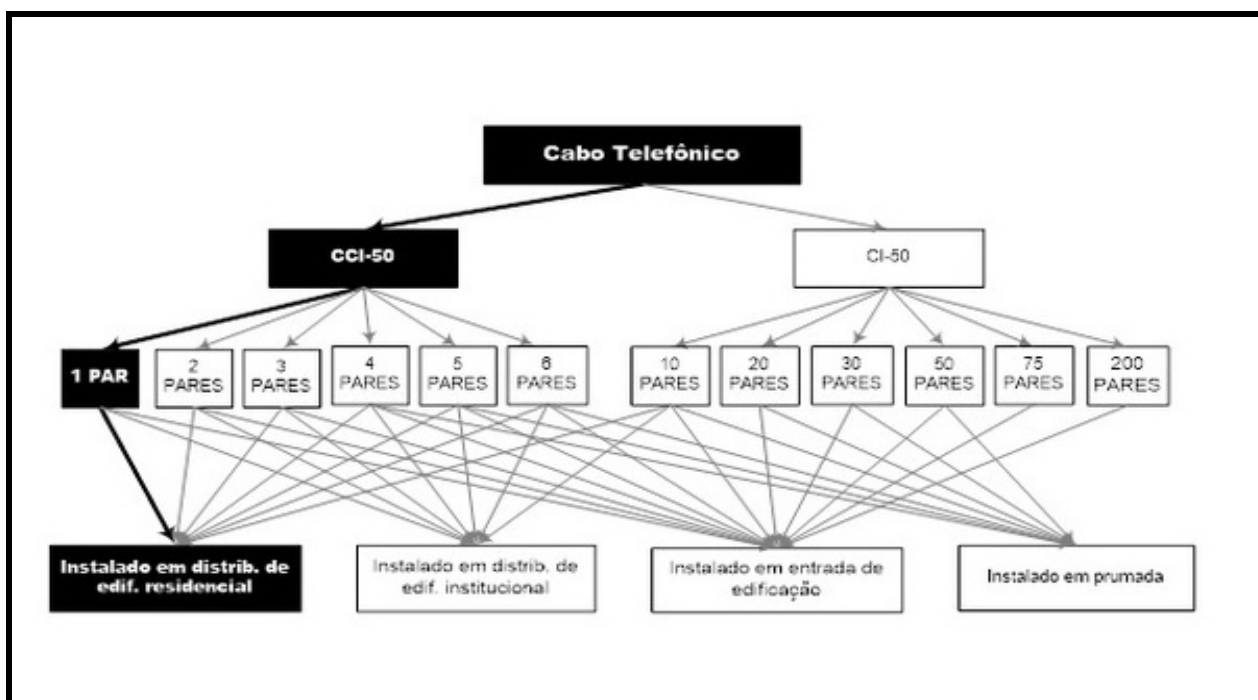 Cabo Telefônico
CCI-50
CI-50
1 PAR
2
PARES
3
PARES
4
PARES
5
PARES
6
PARES
10
PARES
20
PARES
30
PARES
50
PARES
75
PARES
200
PARES
Instalado em distrib. de
edif. residencial
Instalado em distrib. de
edif. institucional
Instalado em entrada de
edificação
Instalado em prumada